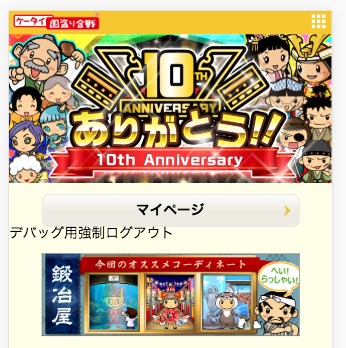 ケータイ国盗り合戦
10TH
ANNIVERSARY
ありがとう!!
10th Anniversary
マイページ
デバッグ用強制ログアウト
鍛冶屋
今回のオススメコーディネート
へい!
らっしゃい!